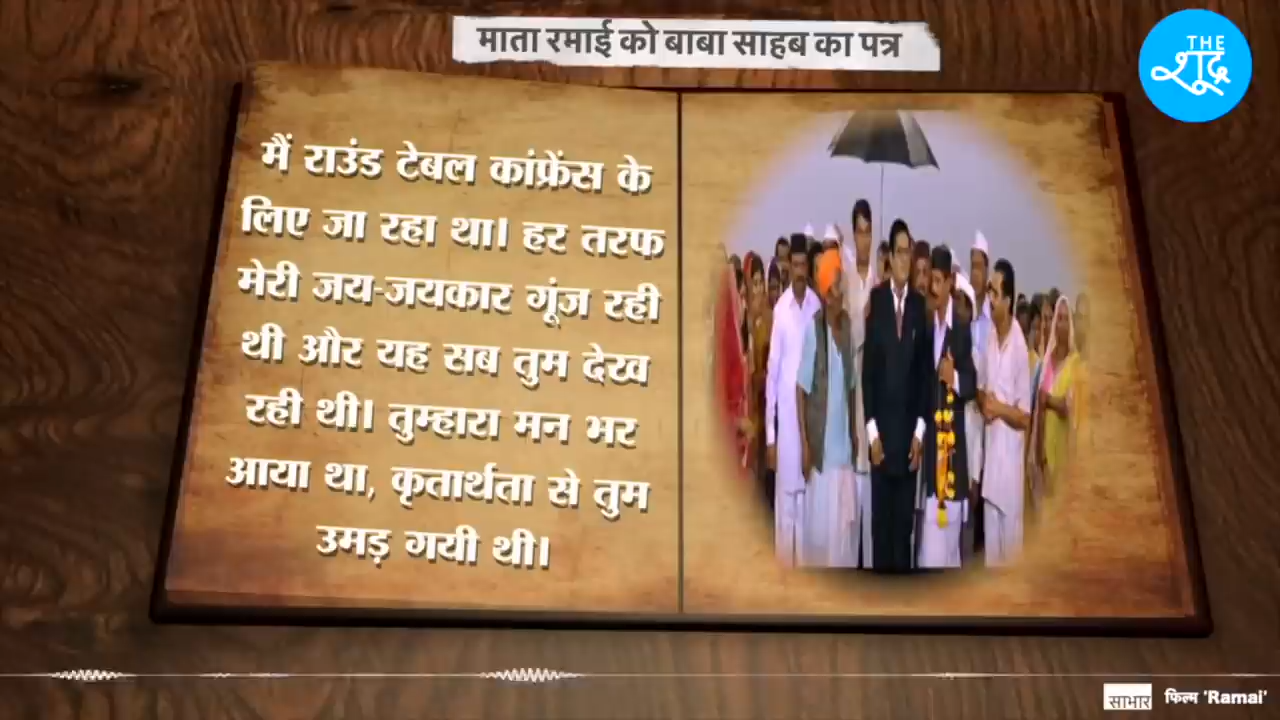 माता रमाई को बाबा साहब का पत्र
THE
शूद्र
मैं राउंड टेबल कांफ्रेंस के
लिए जा रहा था। हर तरफ
मेरी जय-जयकार गूंज रही
थी और यह सब तुम देख
रही थी। तुम्हारा मन भर
आया था, कृतार्थता से तुम
उमड़ गयी थी।
साभार फिल्म 'Ramai'